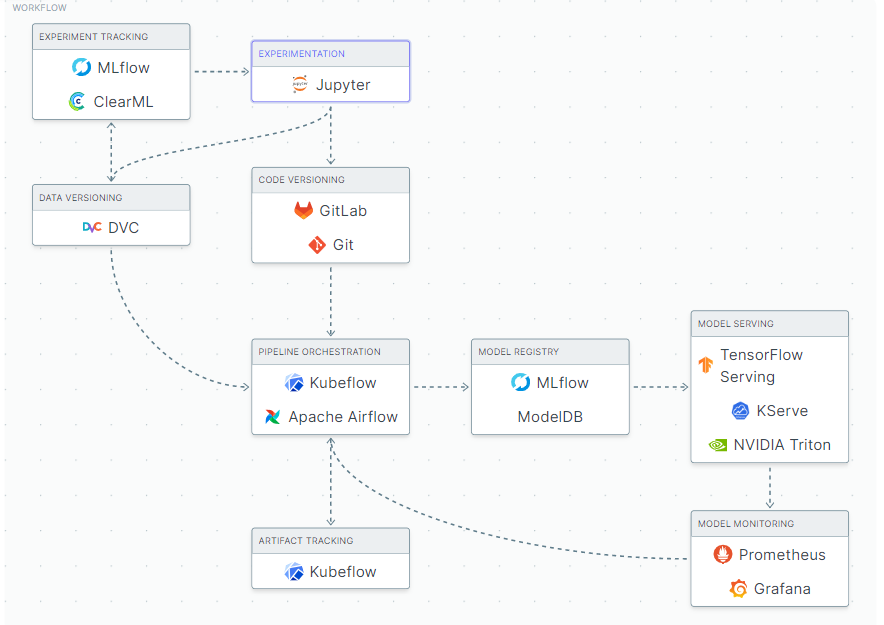 WORKFLOW
EXPERIMENT TRACKING
MLflow
ClearML
EXPERIMENTATION
Jupyter
DATA VERSIONING
DVC DVC
CODE VERSIONING
GitLab
Git
PIPELINE ORCHESTRATION
Kubeflow
Apache Airflow
MODEL REGISTRY
MLflow
ModelDB
MODEL SERVING
TensorFlow
Serving
KServe
NVIDIA Triton
ARTIFACT TRACKING
Kubeflow
MODEL MONITORING
Prometheus
Grafana